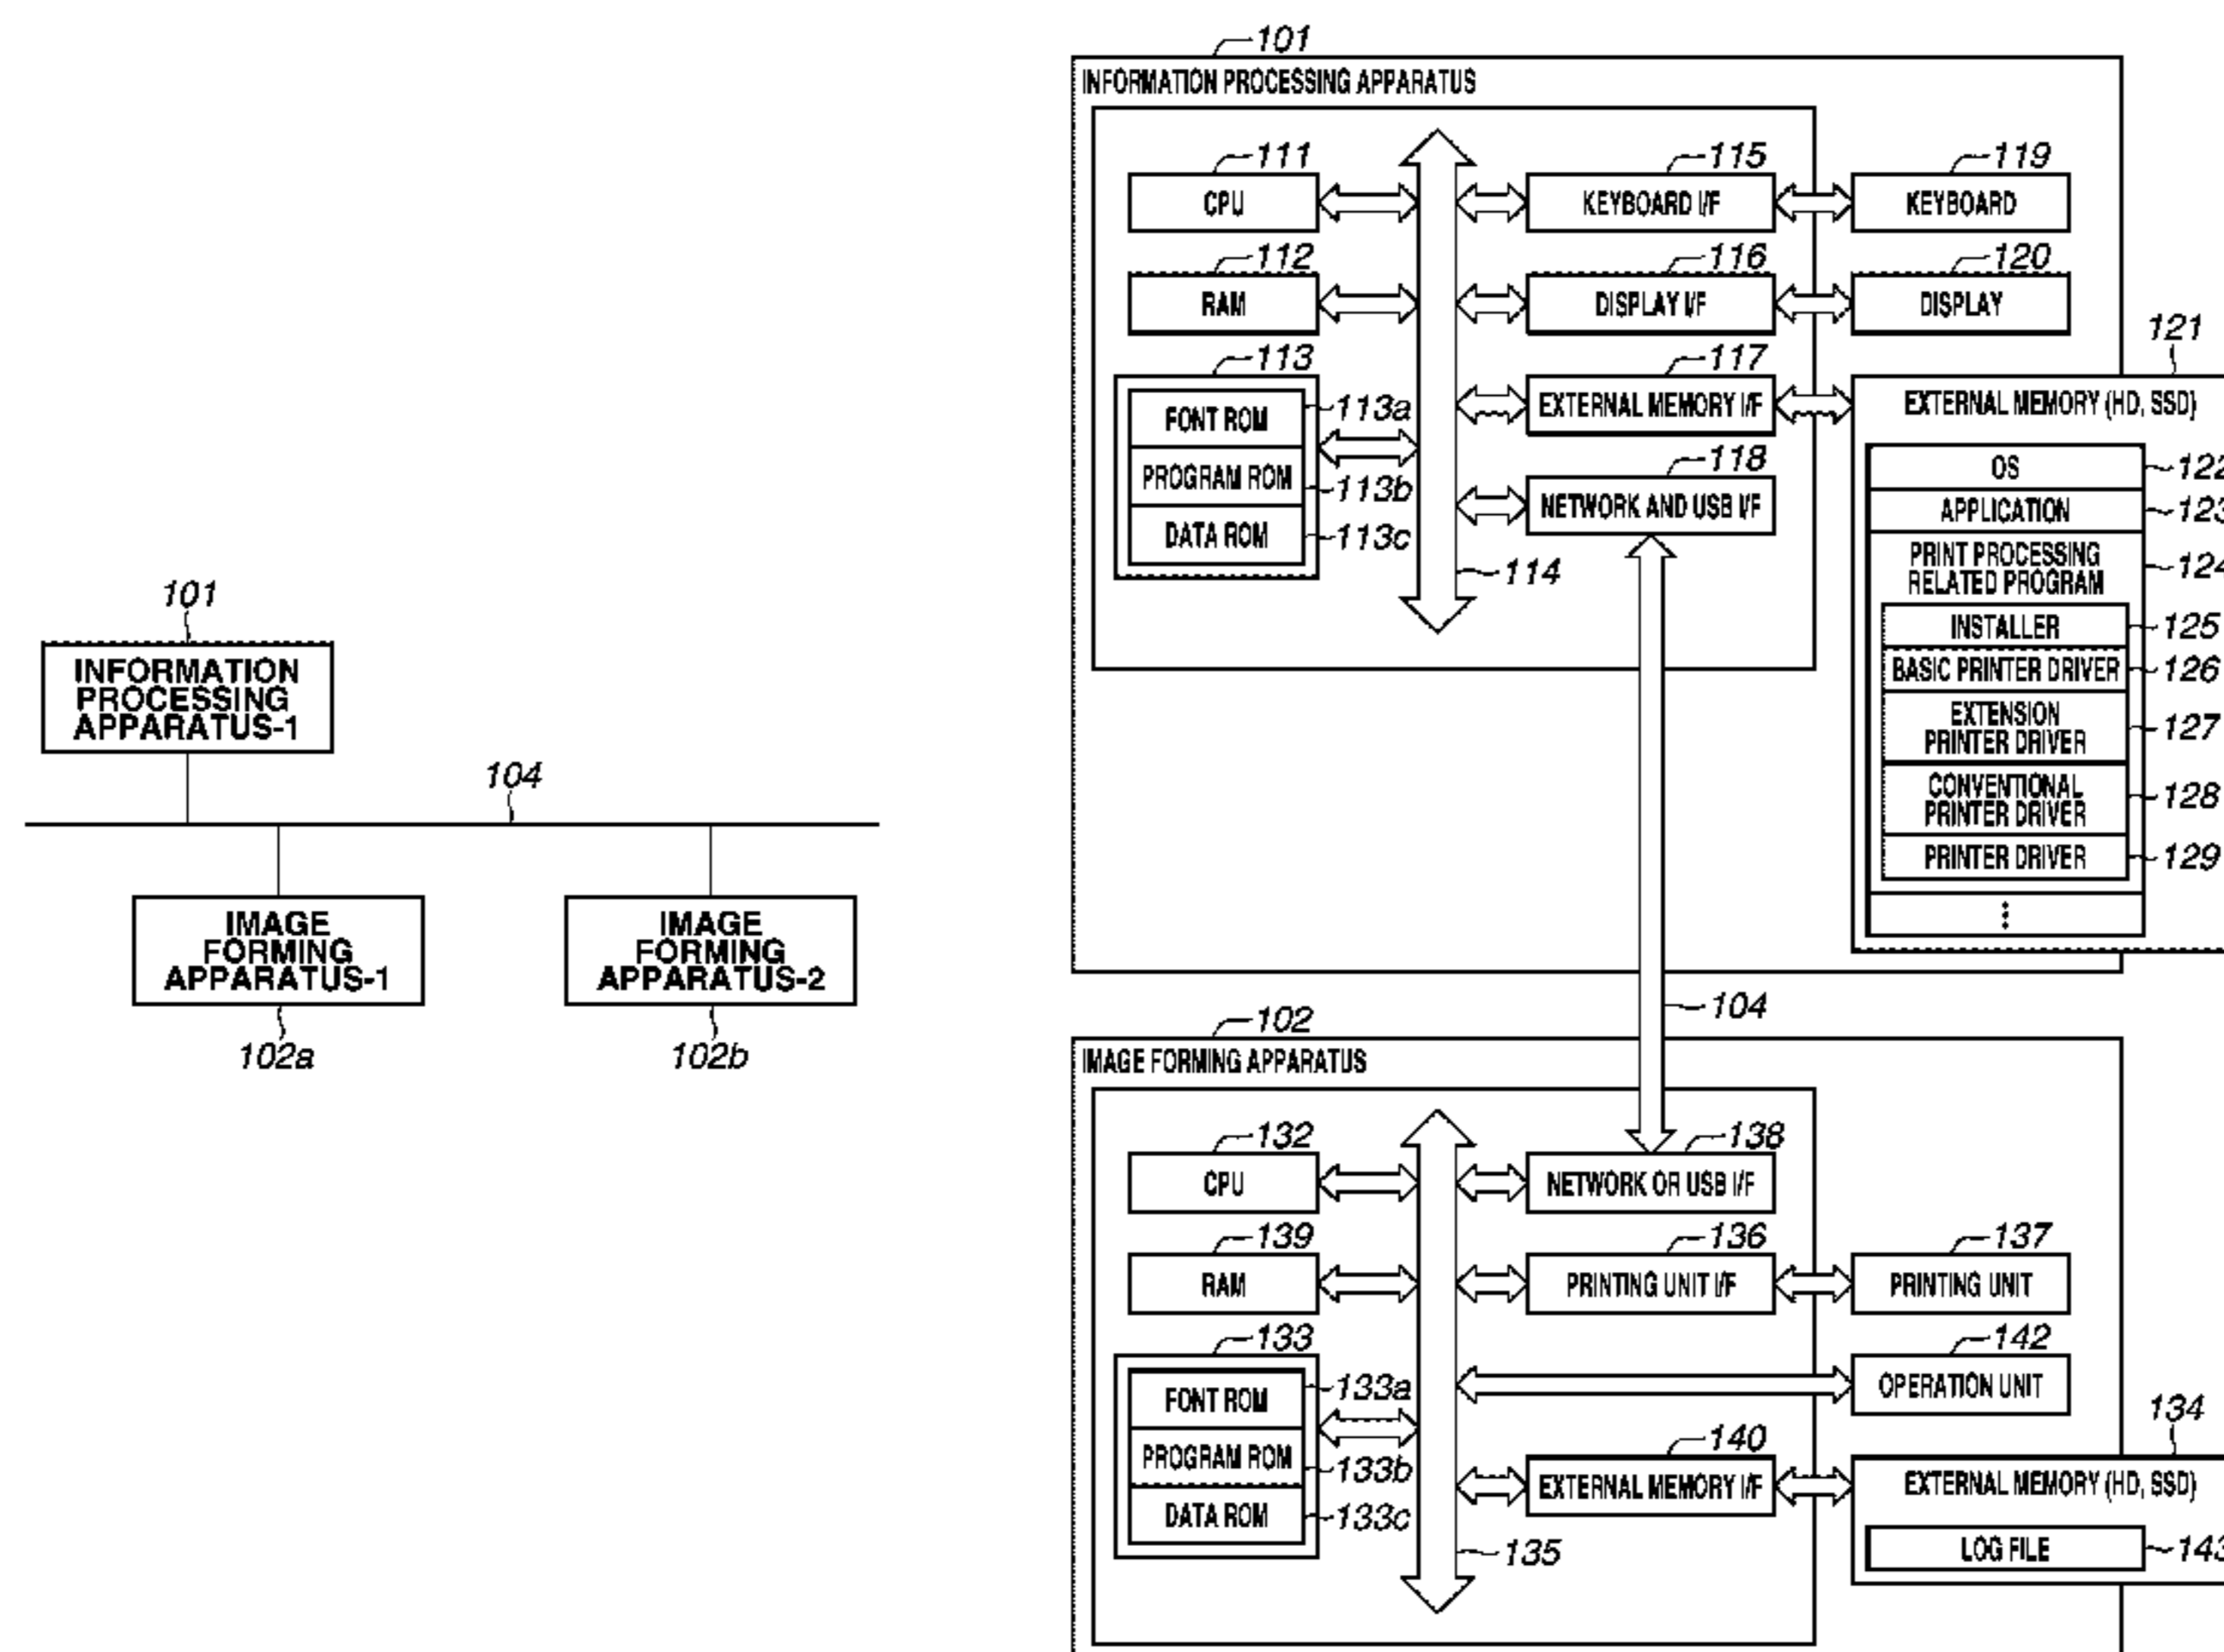 101
INFORMATION
PROCESSING
APPARATUS-1
104
IMAGE
FORMING
APPARATUS-1
102a
IMAGE
FORMING
APPARATUS-2
102b
101
INFORMATION PROCESSING APPARATUS
111
CPU
115
KEYBOARD I/F
119
KEYBOARD
112
RAM
116
DISPLAY I/F
120
DISPLAY
113
FONT ROM
113a
PROGRAM ROM
113b
DATA ROM
113c
117
EXTERNAL MEMORY I/F
118
NETWORK AND USB I/F
114
121
EXTERNAL MEMORY (HD, SSD)
OS
122
APPLICATION
123
PRINT PROCESSING
RELATED PROGRAM
124
INSTALLER
125
BASIC PRINTER DRIVER
126
EXTENSION
PRINTER DRIVER
127
CONVENTIONAL
PRINTER DRIVER
128
PRINTER DRIVER
129
104
102
IMAGE FORMING APPARATUS
132
CPU
138
NETWORK OR USB I/F
139
RAM
136
PRINTING UNIT I/F
137
PRINTING UNIT
133
FONT ROM
133a
PROGRAM ROM
133b
DATA ROM
133c
142
OPERATION UNIT
140
EXTERNAL MEMORY I/F
135
134
EXTERNAL MEMORY (HD, SSD)
LOG FILE
143